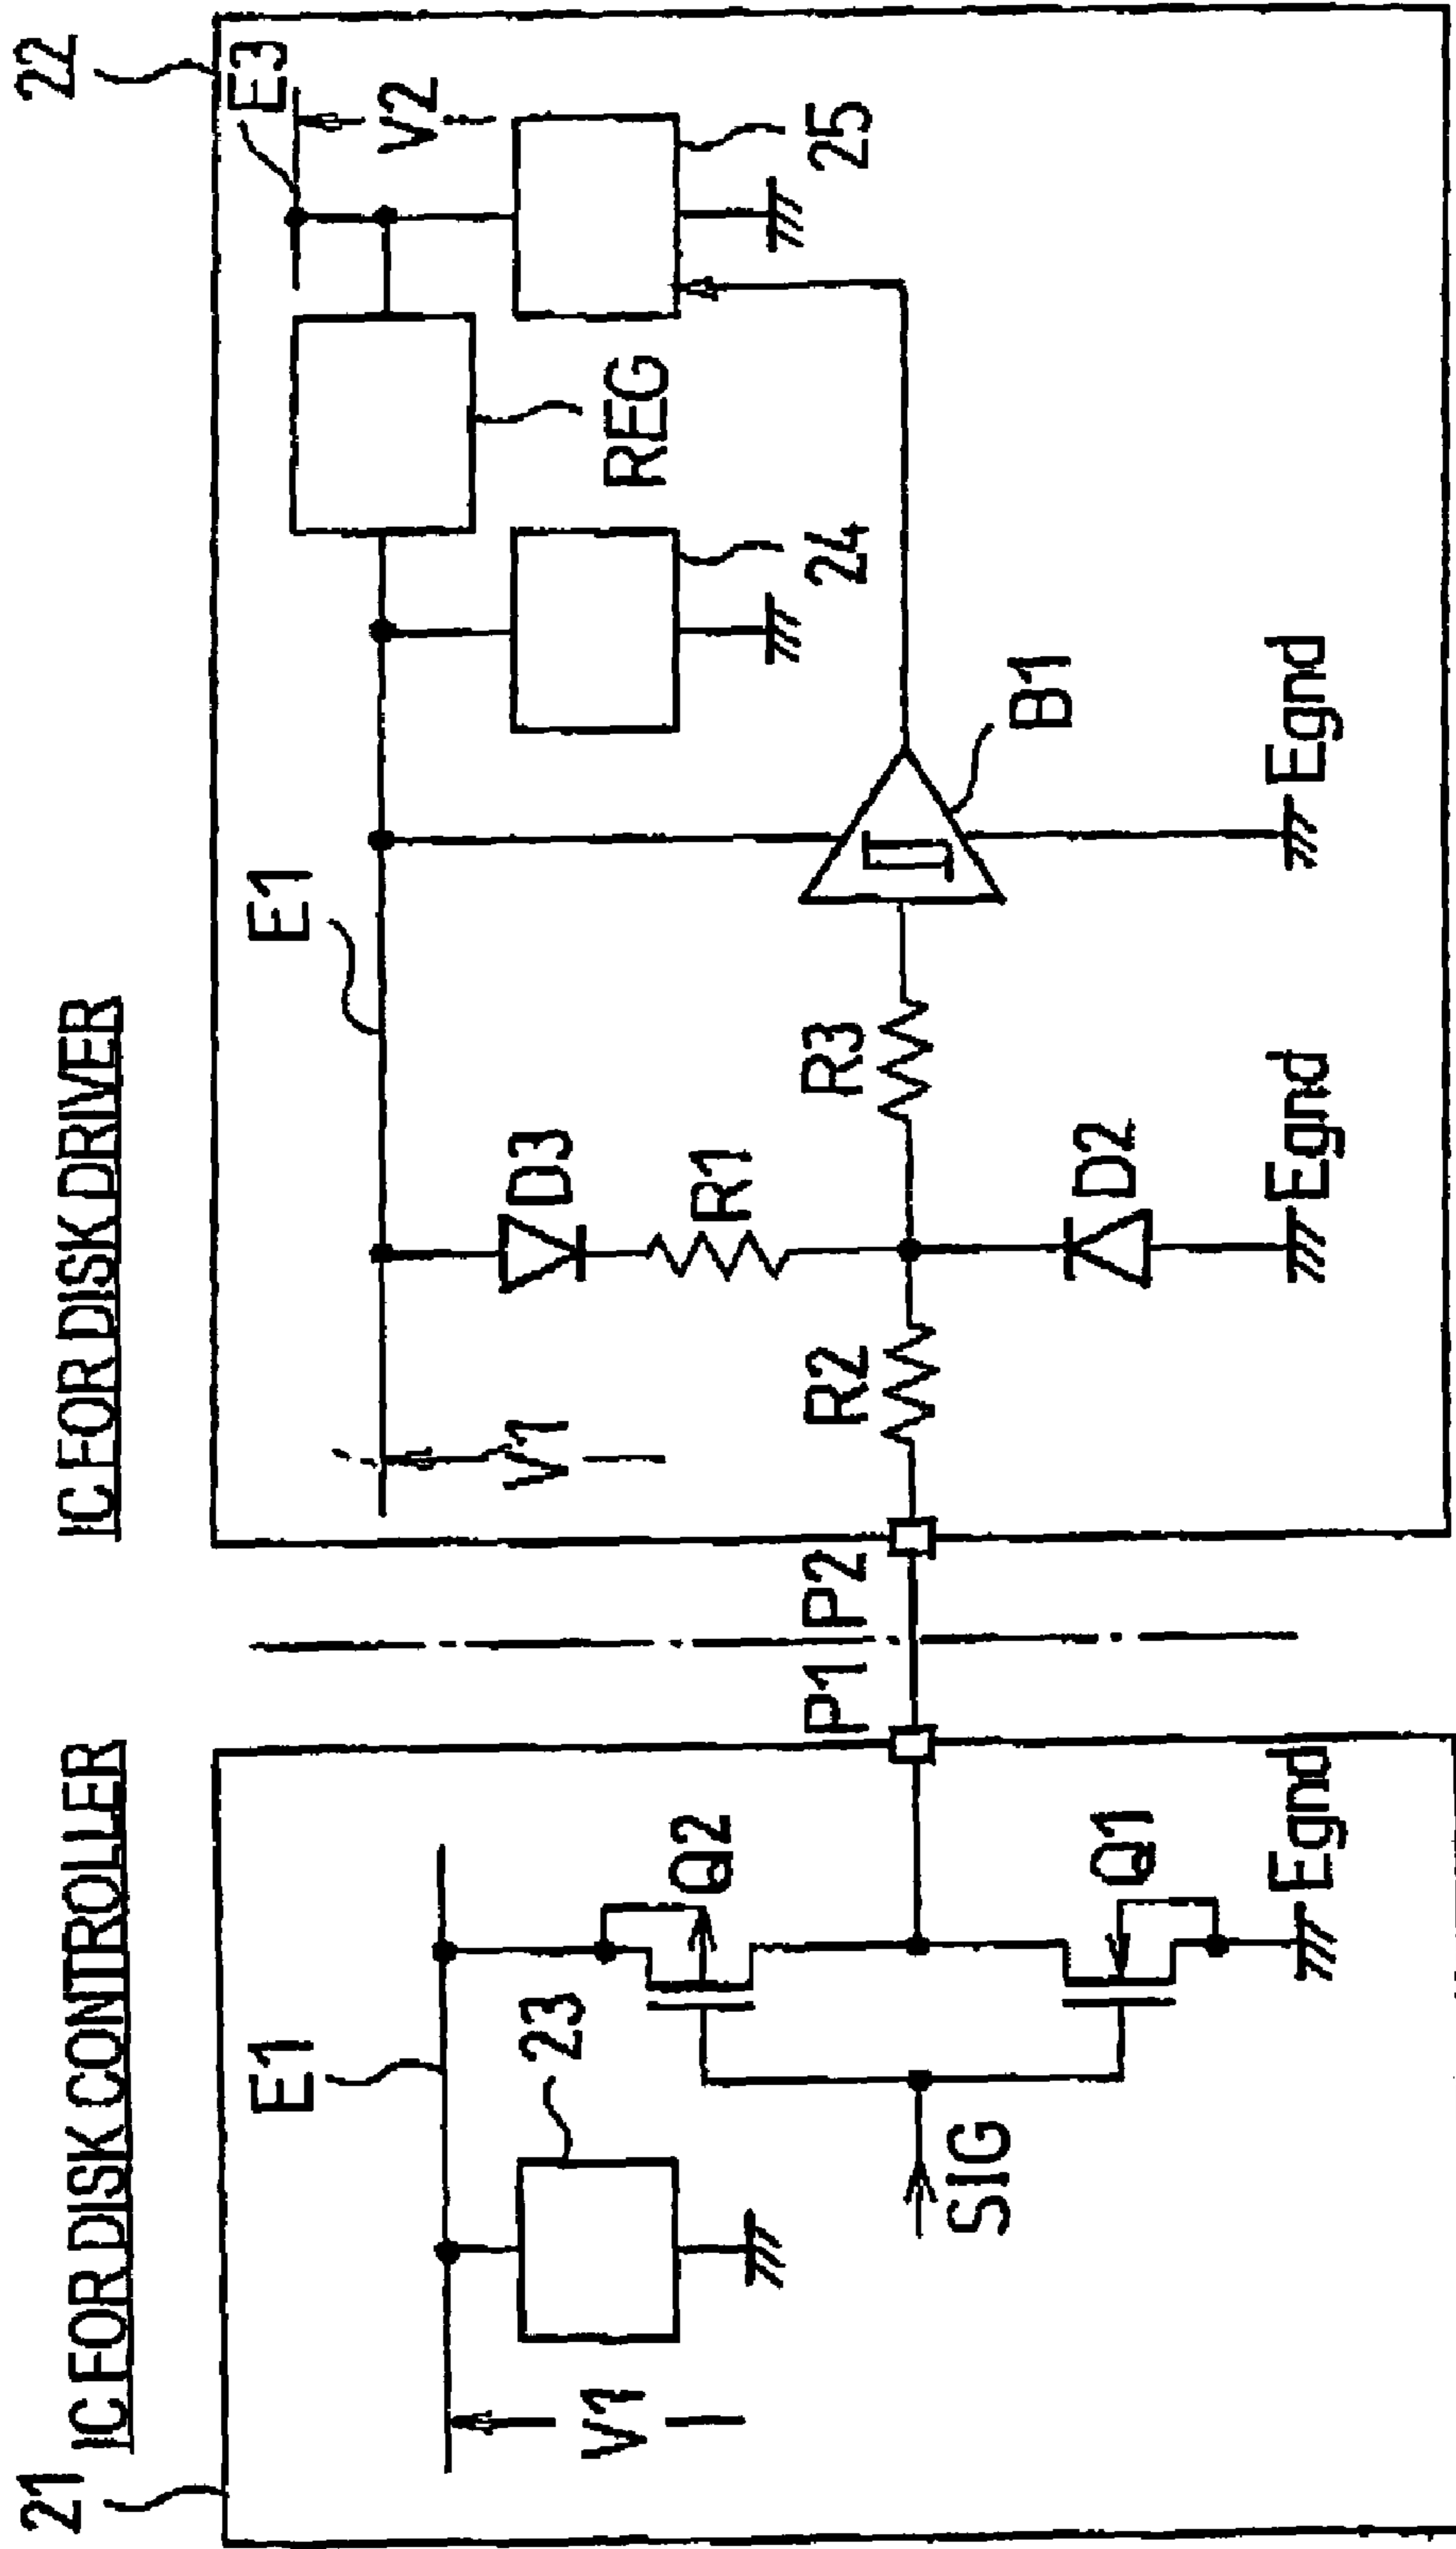 21
IC FOR DISK CONTROLLER
IC FOR DISK DRIVER
22
E1
V1
23
Q2
SIG
Q1
Egnd
P1
P2
E1
V1
D3
R1
R2
R3
D2
Egnd
B1
Egnd
24
REG
25
E3
V2